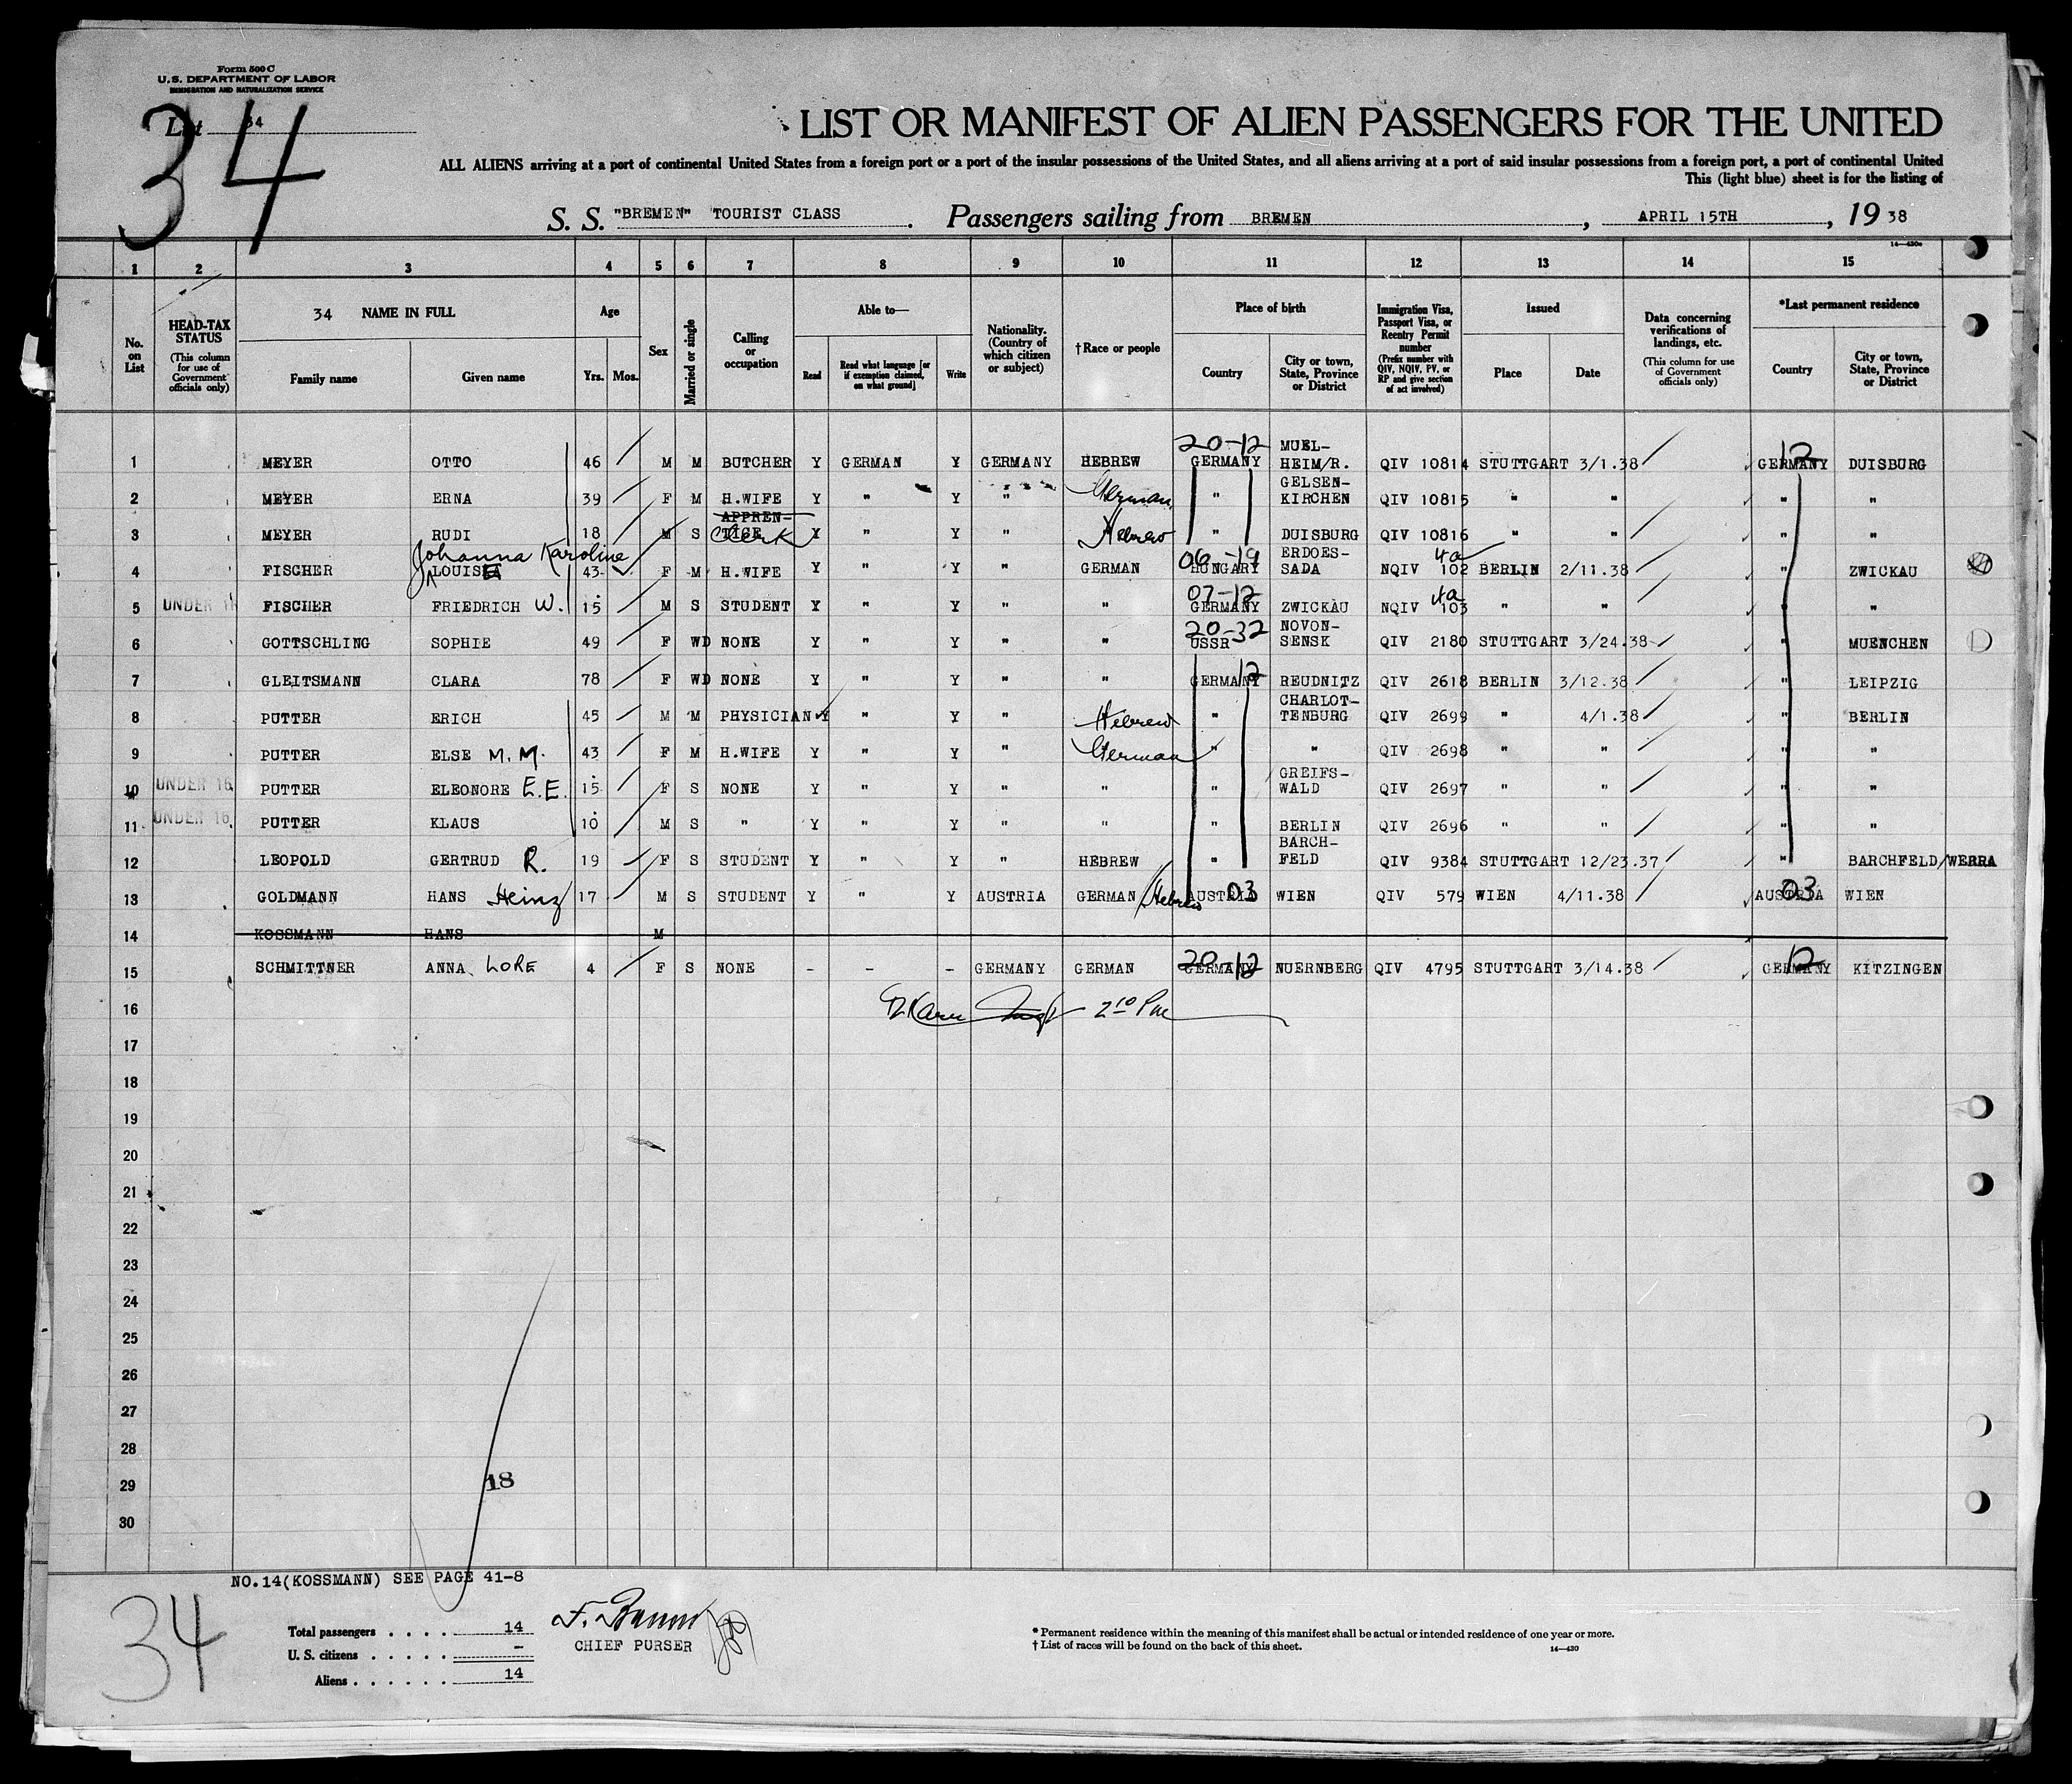 Form 500 C
U. S. DEPARTMENT OF LABOR
IMMIGRATION AND NATURALIZATION SERVICE
List 34
34
LIST OR MANIFEST OF ALIEN PASSENGERS FOR THE UNITED
ALL ALIENS arriving at a port of continental United States from a foreign port or a port of the insular possessions of the United States, and all aliens arriving at a port of said insular possessions from a foreign port, a port of continental United
This (light blue) sheet is for the listing of
S. S. "BREMEN" TOURIST CLASS . Passengers sailing from BREMEN , APRIL 15TH , 19 38
14—430a
1 2 3 4 5 6 7 8 9 10 11 12 13 14 15
No. on List
HEAD-TAX STATUS (This column for use of Government officials only)
34 NAME IN FULL
Family name Given name
Age
Yrs. Mos.
Sex
Married or single
Calling or occupation
Able to—
Read Read what language [or if exemption claimed, on what ground] Write
Nationality. (Country of which citizen or subject)
† Race or people
Place of birth
Country City or town, State, Province or District
Immigration Visa, Passport Visa, or Reentry Permit number (Prefix number with QIV, NQIV, PV, or RP and give section of act involved)
Issued
Place Date
Data concerning verifications of landings, etc. (This column for use of Government officials only)
*Last permanent residence
Country City or town, State, Province or District
1 MEYER OTTO 46 M M BUTCHER Y GERMAN Y GERMANY HEBREW 20-12 GERMANY MUEL-HEIM/R. QIV 10814 STUTTGART 3/1.38 12 GERMANY DUISBURG
2 MEYER ERNA 39 F M H.WIFE Y " Y " German " GELSEN-KIRCHEN QIV 10815 " " " "
3 MEYER RUDI 18 M S APPREN-TICE Clerk Y " Y " Hebrew " DUISBURG QIV 10816 " " " "
4 FISCHER Johanna Karoline LOUISE 43 F M H.WIFE Y " Y " GERMAN 06-19 HUNGARY ERDOES-SADA NQIV 4a 102 BERLIN 2/11.38 " ZWICKAU
5 UNDER 16 FISCHER FRIEDRICH W. 15 M S STUDENT Y " Y " " 07-12 GERMANY ZWICKAU NQIV 4a 103 " " " "
6 GOTTSCHLING SOPHIE 49 F WD NONE Y " Y " " 20-32 USSR NOVON-SENSK QIV 2180 STUTTGART 3/24.38 " MUENCHEN
7 GLEITSMANN CLARA 78 F WD NONE Y " Y " " GERMANY 12 REUDNITZ QIV 2618 BERLIN 3/12.38 " LEIPZIG
8 PUTTER ERICH 45 M M PHYSICIAN Y " Y " Hebrew " CHARLOT-TENBURG QIV 2699 " 4/1.38 " BERLIN
9 PUTTER ELSE M. M. 43 F M H.WIFE Y " Y " German " " QIV 2698 " " " "
10 UNDER 16 PUTTER ELEONORE E.E. 15 F S NONE Y " Y " " " GREIFS-WALD QIV 2697 " " " "
11 UNDER 16 PUTTER KLAUS 10 M S " Y " Y " " " BERLIN QIV 2696 " " " "
12 LEOPOLD GERTRUD R. 19 F S STUDENT Y " Y " HEBREW " BARCH-FELD QIV 9384 STUTTGART 12/23.37 " BARCHFELD/WERRA
13 GOLDMANN HANS Heinz 17 M S STUDENT Y " Y AUSTRIA GERMAN/Hebrew AUSTRIA 03 WIEN QIV 579 WIEN 4/11.38 03 AUSTRIA WIEN
14 KOSSMANN HANS M
15 SCHMITTNER ANNA LORE 4 F S NONE - - - GERMANY GERMAN 20-12 GERMANY NUERNBERG QIV 4795 STUTTGART 3/14.38 12 GERMANY KITZINGEN
16 2 10 Pm
17
18
19
20
21
22
23
24
25
26
27
28
29 18
30
NO.14(KOSSMANN) SEE PAGE 41-8
34
Total passengers . . . . 14
U. S. citizens . . . . . -
Aliens . . . . . . 14
CHIEF PURSER
* Permanent residence within the meaning of this manifest shall be actual or intended residence of one year or more.
† List of races will be found on the back of this sheet.
14—430